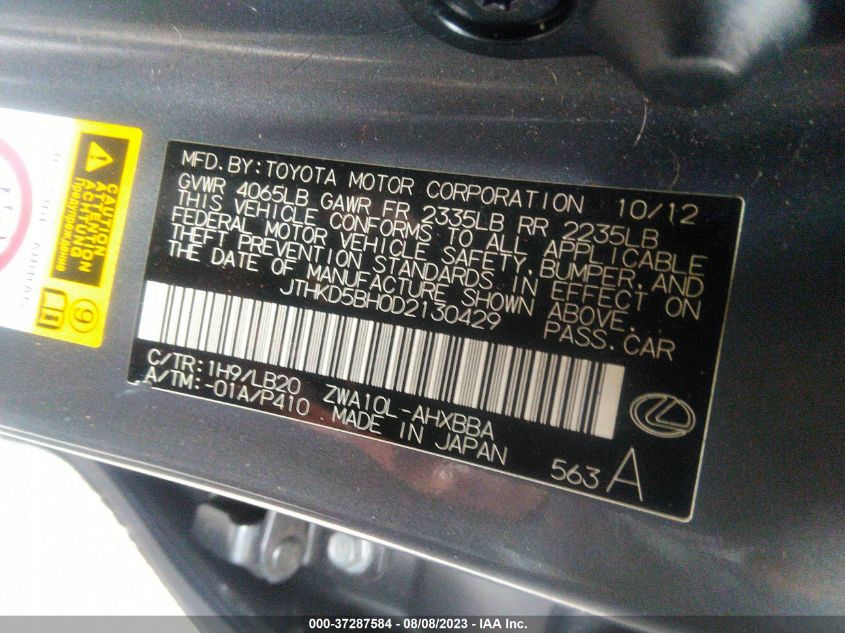 MFD. BY: TOYOTA MOTOR CORPORATION 10/12
GVWR 4065LB GAWR FR 2335LB RR 2235LB
THIS VEHICLE CONFORMS TO ALL APPLICABLE
FEDERAL MOTOR VEHICLE SAFETY, BUMPER, AND
THEFT PREVENTION STANDARDS IN EFFECT ON
THE DATE OF MANUFACTURE SHOWN ABOVE.
JTHKD5BH0D2130429 PASS. CAR
C/TR: 1H9/LB20 ZWA10L-AHXBBA
A/TM: -01A/P410 MADE IN JAPAN
563 A
CAUTION
ATTENTION
ACHTUNG
Предупреждение
9
000-37287584 - 08/08/2023 - IAA Inc.